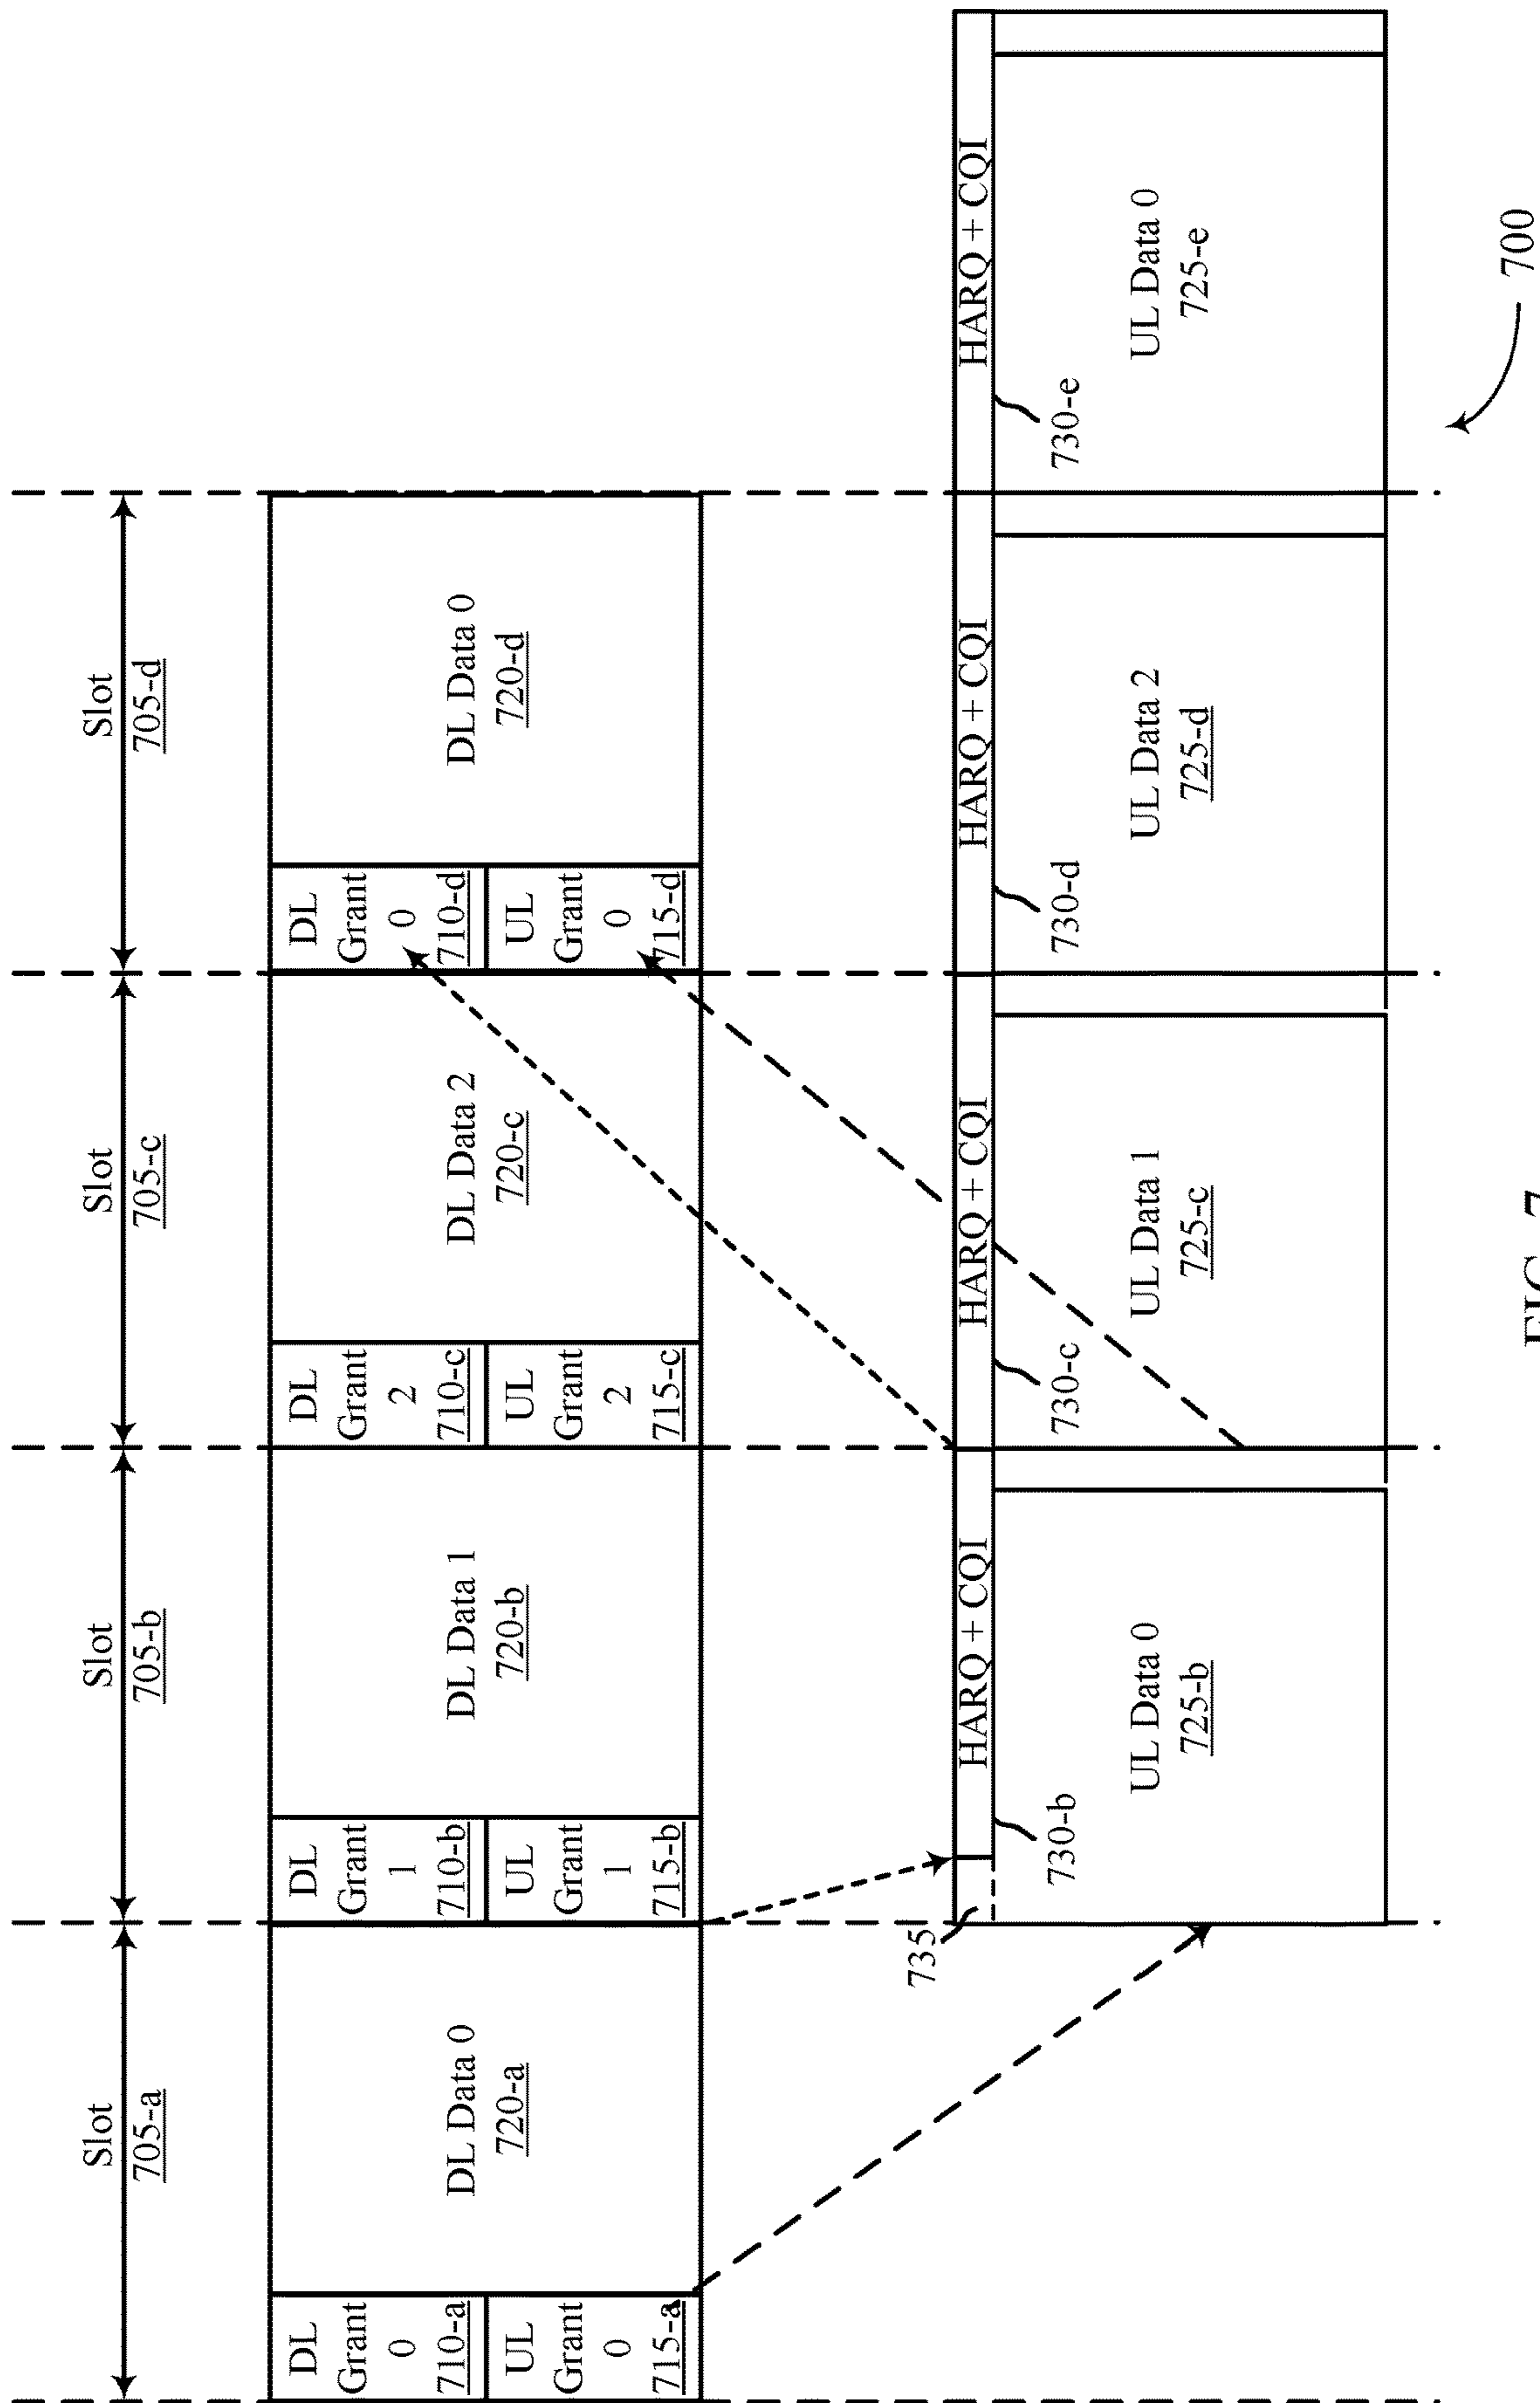 Slot
705-a
Slot
705-b
Slot
705-c
Slot
705-d
DL
Grant
0
710-a
UL
Grant
0
715-a
DL Data 0
720-a
DL
Grant
1
710-b
UL
Grant
1
715-b
DL Data 1
720-b
DL
Grant
2
710-c
UL
Grant
2
715-c
DL Data 2
720-c
DL
Grant
0
710-d
UL
Grant
0
715-d
DL Data 0
720-d
735
HARQ + CQI
730-b
UL Data 0
725-b
HARQ + CQI
730-c
UL Data 1
725-c
HARQ + CQI
730-d
UL Data 2
725-d
HARQ + CQI
730-e
UL Data 0
725-e
700
FIG. 7